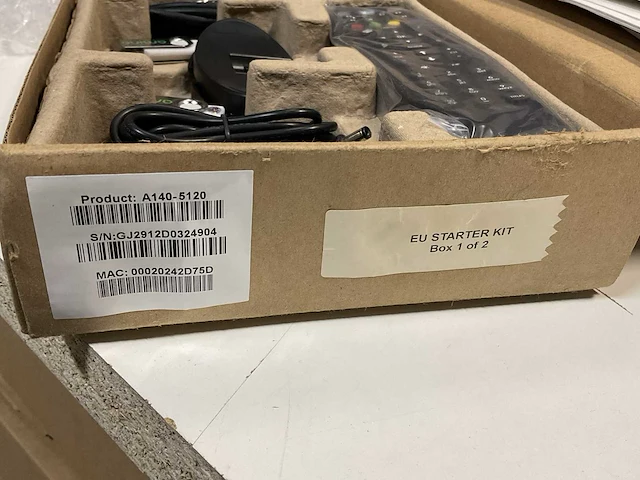 Product: A140-5120
S/N:GJ2912D0324904
MAC: 00020242D75D
EU STARTER KIT
Box 1 of 2